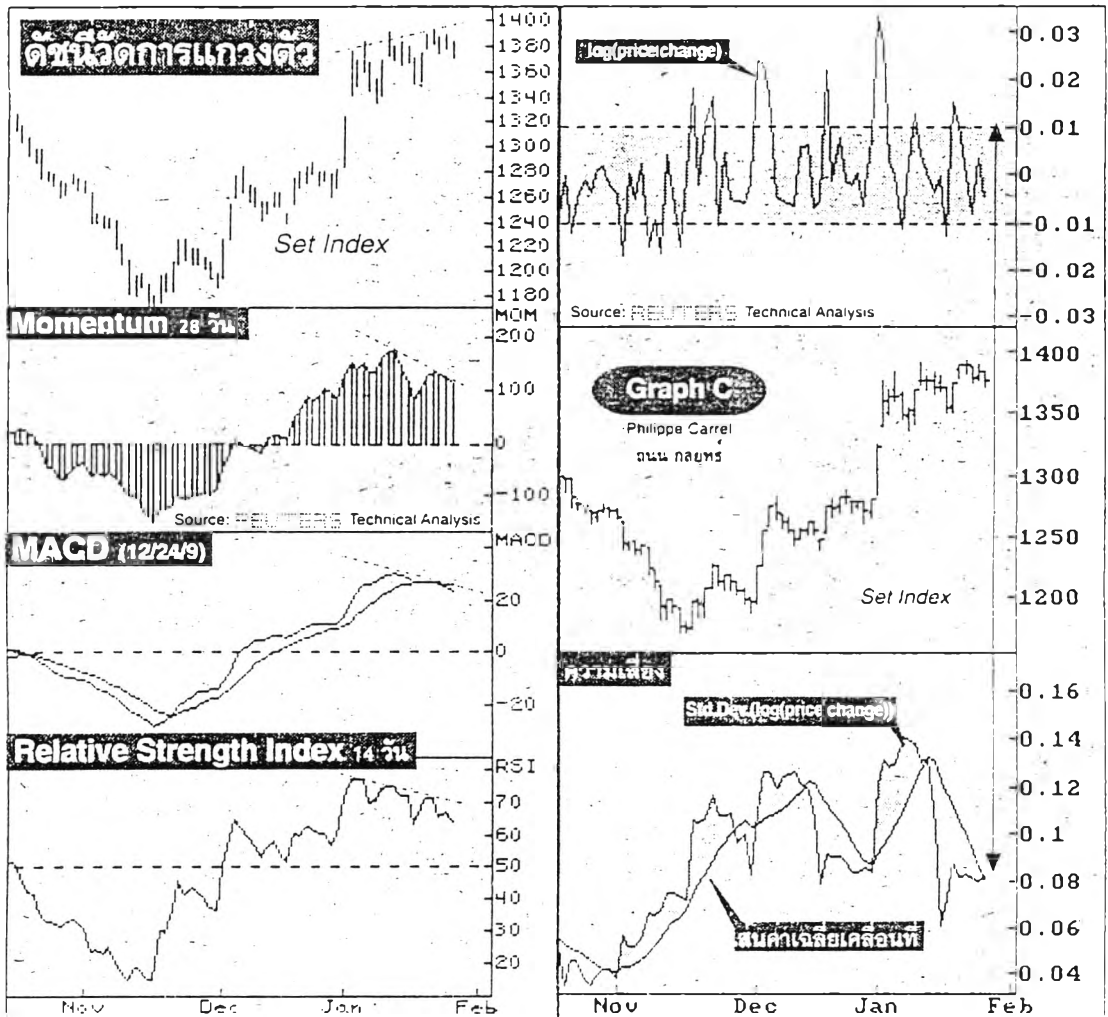 ดัชนีวัดการแกว่งตัว
1400
1380
1360
1340
1320
1300
1280
1260
1240
1220
1200
1180
Set Index
Momentum 28 วัน
MOM
200
100
0
-100
Source: Technical Analysis
MACD (12/24/9)
MACD
20
0
-20
Relative Strength Index 14 วัน
RSI
70
60
50
40
30
20
Nov
Dec
Jan
Feb
log(price change)
0.03
0.02
0.01
0
-0.01
-0.02
-0.03
Source: REUTERS Technical Analysis
Graph C
Philippe Carrel
ถนน กลยุทธ์
1400
1350
1300
1250
1200
Set Index
ความเสี่ยง
Std.Dev.(log(price change))
0.16
0.14
0.12
0.1
0.08
0.06
0.04
เส้นค่าเฉลี่ยเคลื่อนที่
Nov
Dec
Jan
Feb